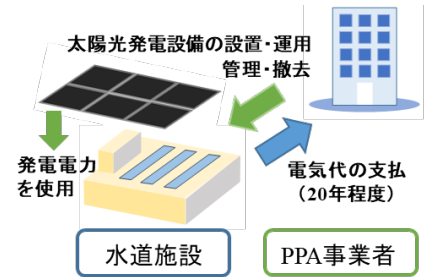 太陽光発電設備の設置・運用
管理・撤去
発電電力
を使用
電気代の支払
（20年程度）
水道施設
PPA事業者